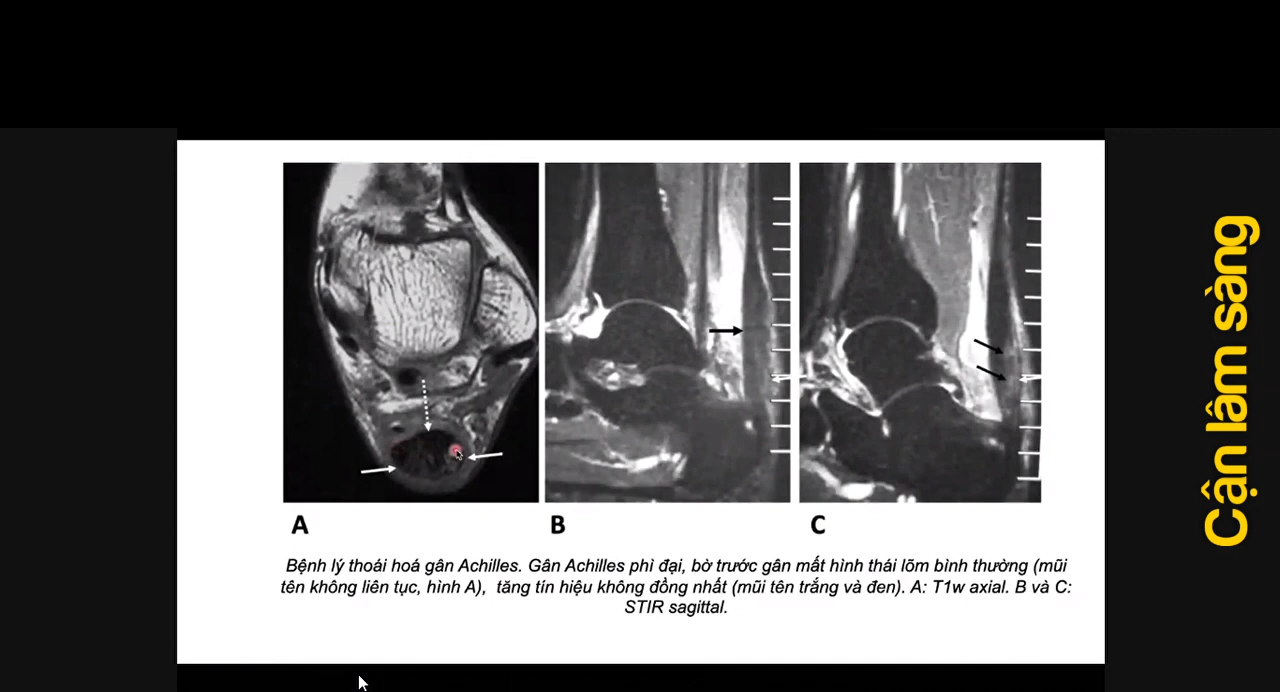 A
B
C
Bệnh lý thoái hoá gân Achilles. Gân Achilles phì đại, bờ trước gân mất hình thái lõm bình thường (mũi
tên không liên tục, hình A), tăng tín hiệu không đồng nhất (mũi tên trắng và đen). A: T1w axial. B và C:
STIR sagittal.
Cận lâm sàng